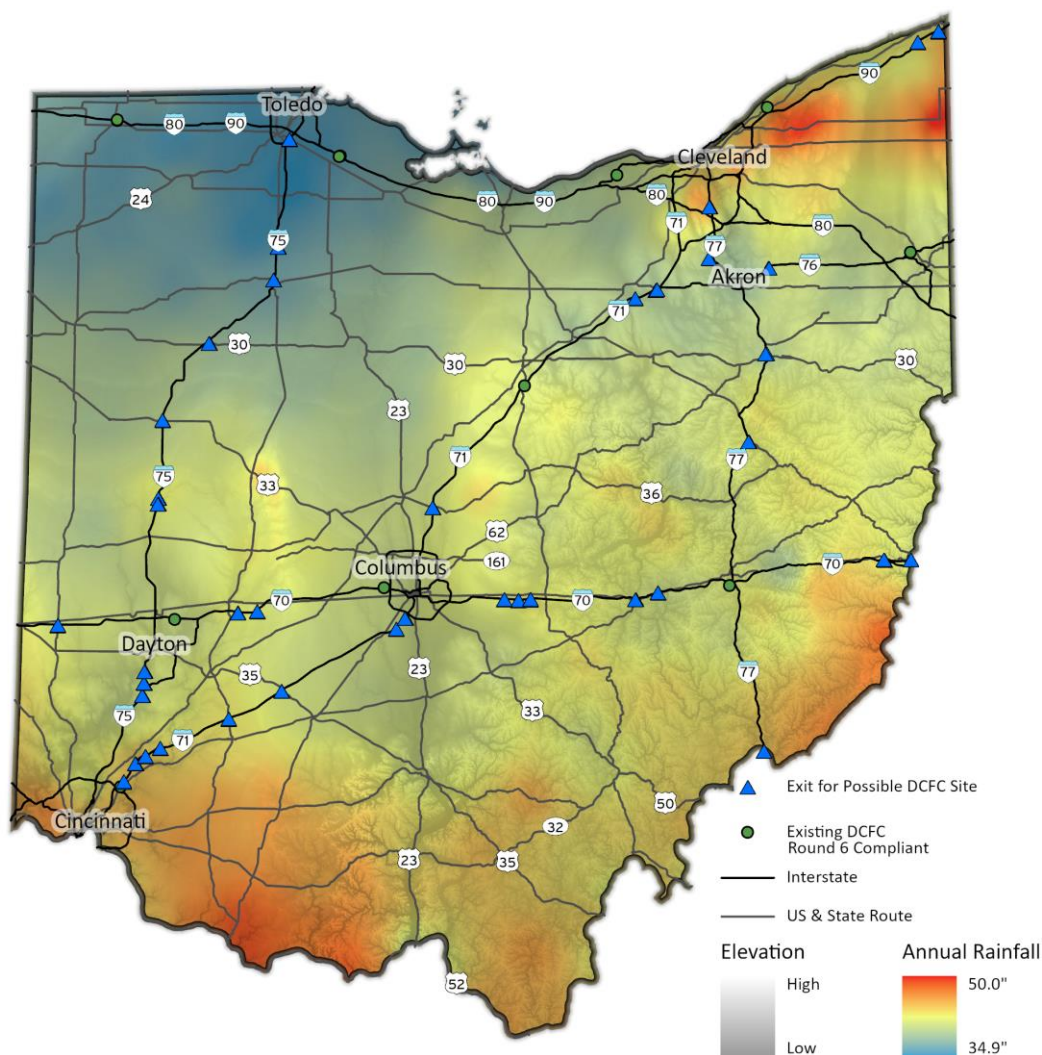 90
Toledo
80
90
Cleveland
24
80
90
80
71
80
75
77
76
Akron
71
30
30
30
23
71
75
77
33
36
62
161
Columbus
70
70
70
Dayton
35
23
77
33
75
71
50
Cincinnati
32
23
35
52
Exit for Possible DCFC Site
Existing DCFC
Round 6 Compliant
Interstate
US & State Route
Elevation
High
Low
Annual Rainfall
50.0"
34.9"